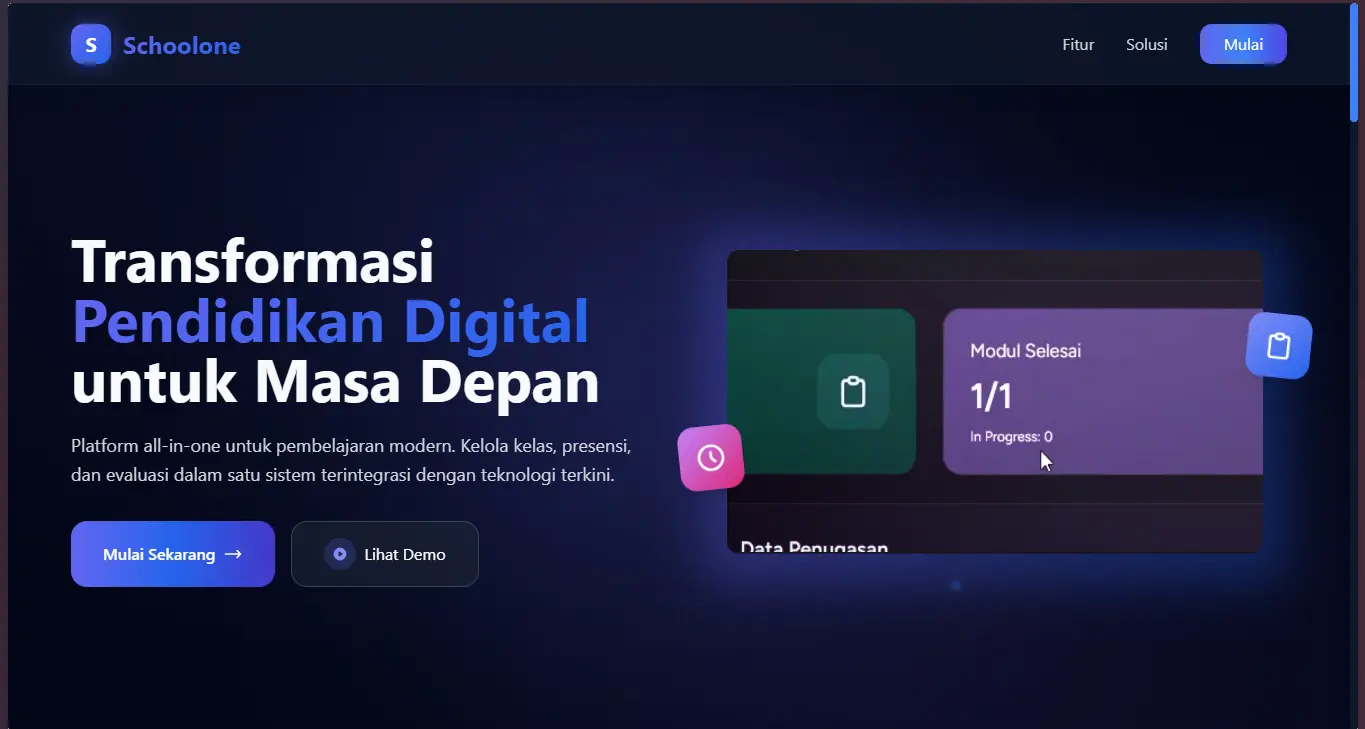 S Schoolone
Fitur Solusi Mulai
Transformasi
Pendidikan Digital
untuk Masa Depan
Platform all-in-one untuk pembelajaran modern. Kelola kelas, presensi,
dan evaluasi dalam satu sistem terintegrasi dengan teknologi terkini.
Mulai Sekarang →
Lihat Demo
Modul Selesai
1/1
In Progress: 0
Data Penugasan